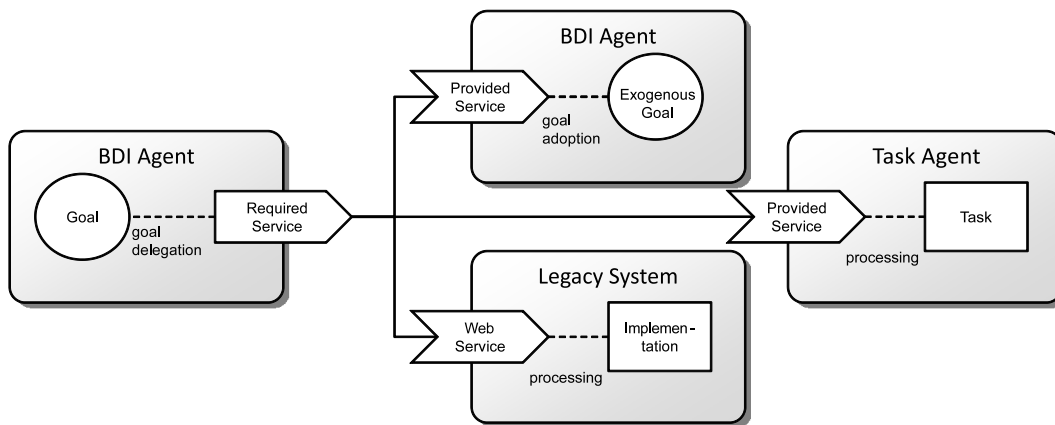 BDI Agent
Goal
goal
delegation
Required
Service
BDI Agent
Provided
Service
goal
adoption
Exogenous
Goal
Legacy System
Web
Service
processing
Implemen-
tation
Task Agent
Provided
Service
processing
Task